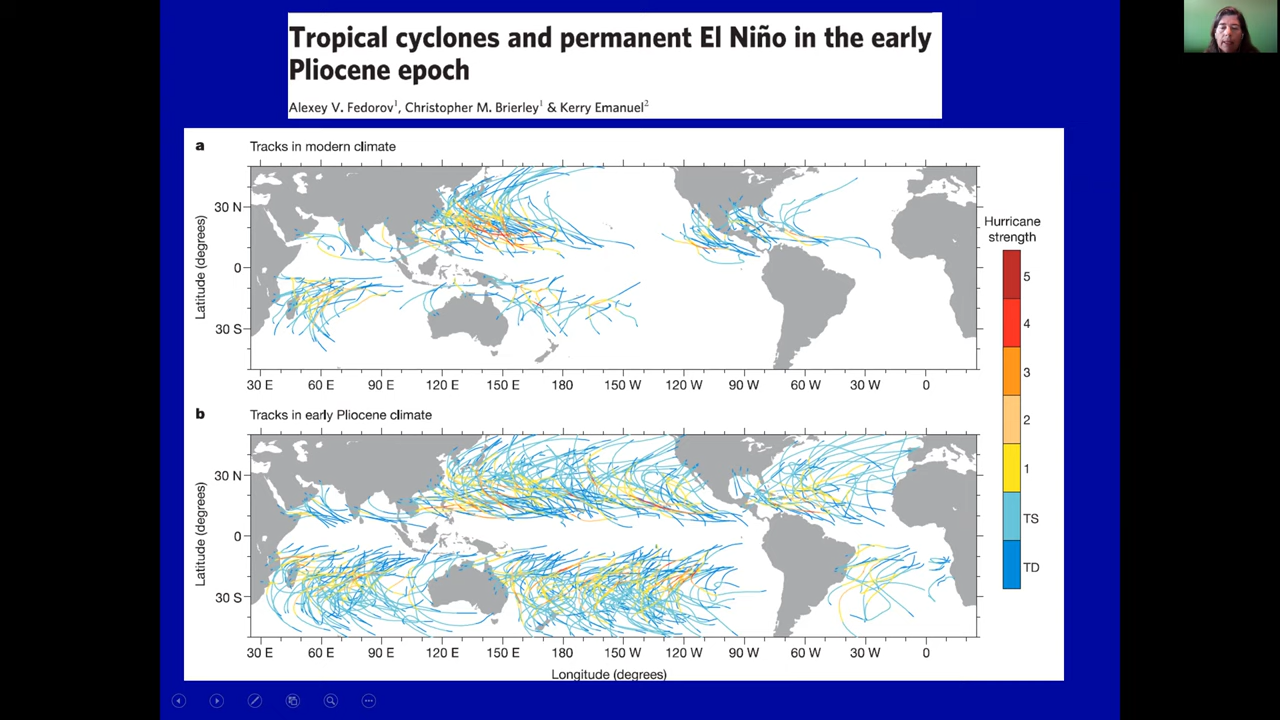 Tropical cyclones and permanent El Niño in the early
Pliocene epoch
Alexey V. Fedorov1, Christopher M. Brierley1 & Kerry Emanuel2
a Tracks in modern climate
30 N
0
30 S
Latitude (degrees)
30 E 60 E 90 E 120 E 150 E 180 150 W 120 W 90 W 60 W 30 W 0
b Tracks in early Pliocene climate
30 N
0
30 S
Latitude (degrees)
30 E 60 E 90 E 120 E 150 E 180 150 W 120 W 90 W 60 W 30 W 0
Longitude (degrees)
Hurricane
strength
5
4
3
2
1
TS
TD